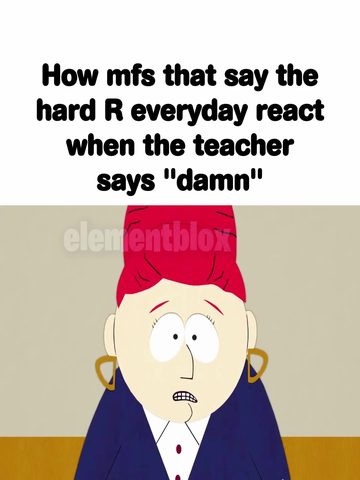 How mfs that say the
hard R everyday react
when the teacher
says "damn"
elementblox